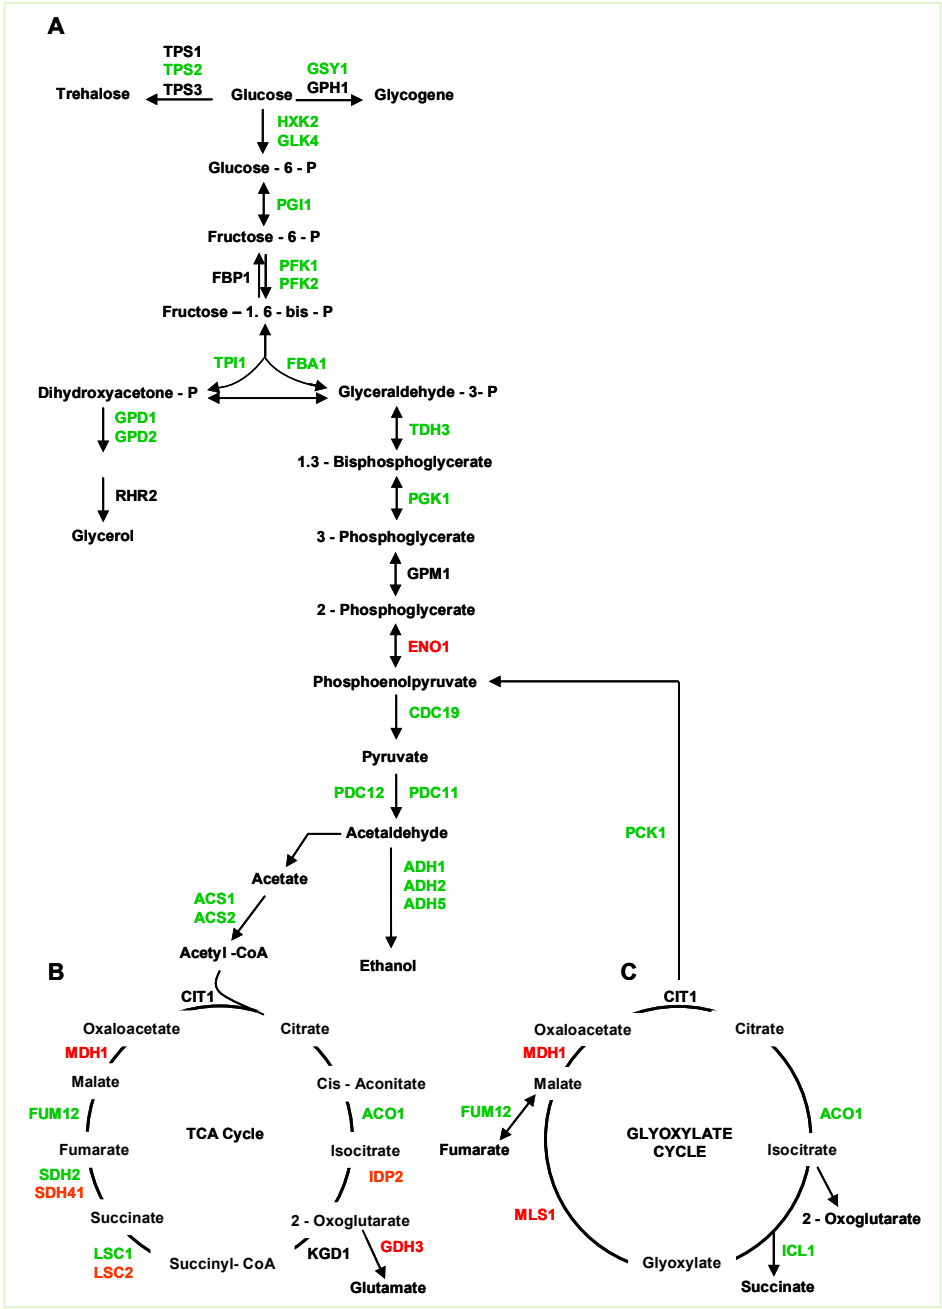 A
TPS1
TPS2
TPS3
GSY1
GPH1
Trehalose
Glucose
Glycogene
HXK2
GLK4
Glucose - 6 - P
PGI1
Fructose - 6 - P
FBP1
PFK1
PFK2
Fructose – 1. 6 - bis - P
TPI1
FBA1
Dihydroxyacetone - P
Glyceraldehyde - 3- P
GPD1
GPD2
TDH3
1.3 - Bisphosphoglycerate
RHR2
PGK1
Glycerol
3 - Phosphoglycerate
GPM1
2 - Phosphoglycerate
ENO1
Phosphoenolpyruvate
CDC19
Pyruvate
PDC12
PDC11
Acetaldehyde
PCK1
ADH1
ADH2
ADH5
Acetate
ACS1
ACS2
Acetyl -CoA
Ethanol
B
CIT1
Oxaloacetate
Citrate
MDH1
Malate
Cis - Aconitate
FUM12
ACO1
TCA Cycle
Fumarate
Isocitrate
SDH2
SDH41
IDP2
Succinate
2 - Oxoglutarate
LSC1
LSC2
Succinyl- CoA
KGD1
GDH3
Glutamate
C
CIT1
Oxaloacetate
Citrate
MDH1
Malate
FUM12
ACO1
Fumarate
GLYOXYLATE
CYCLE
Isocitrate
MLS1
2 - Oxoglutarate
ICL1
Glyoxylate
Succinate